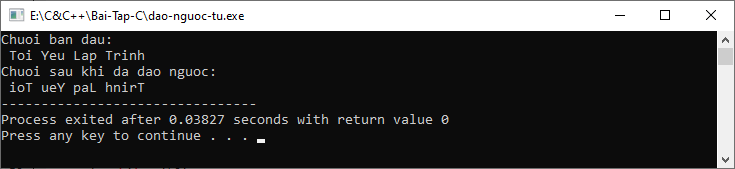 E:\C&C++\Bai-Tap-C\dao-nguoc-tu.exe
Chuoi ban dau:
 Toi Yeu Lap Trinh
Chuoi sau khi da dao nguoc:
 ioT ueY paL hnirT
--------------------------------
Process exited after 0.03827 seconds with return value 0
Press any key to continue . . .